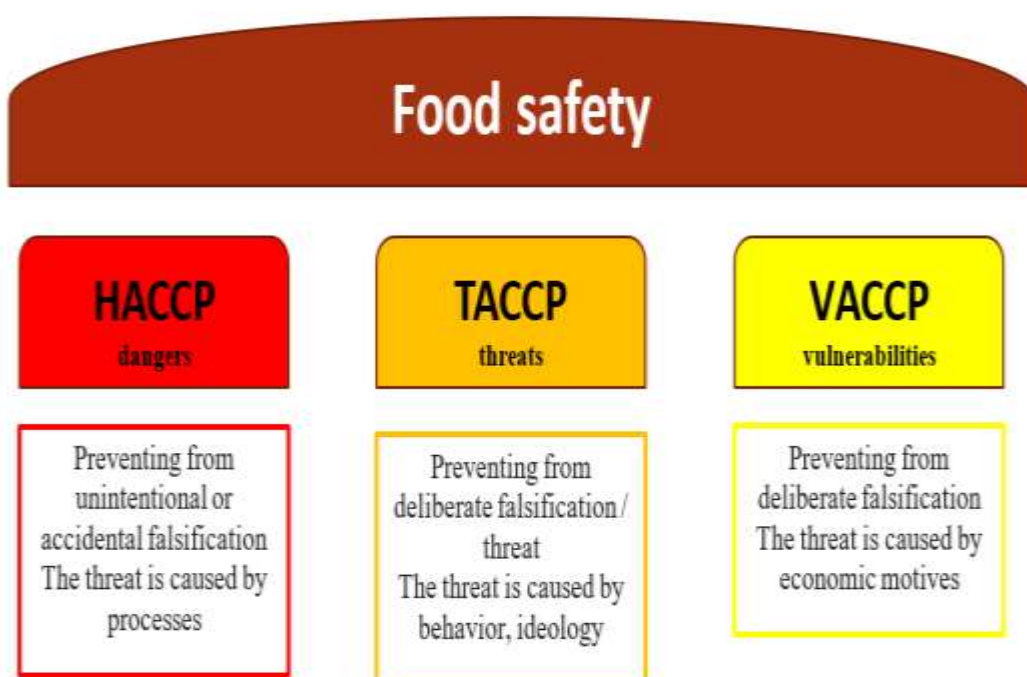 Food safety
HACCP
dangers
TACCP
threats
VACCP
vulnerabilities
Preventing from
unintentional or
accidental falsification
The threat is caused by
processes
Preventing from
deliberate falsification /
threat
The threat is caused by
behavior, ideology
Preventing from
deliberate falsification
The threat is caused by
economic motives